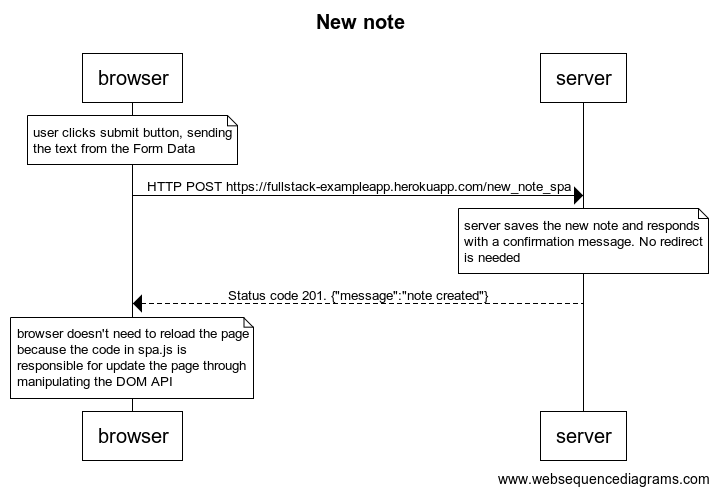 New note
browser
server
user clicks submit button, sending
the text from the Form Data
HTTP POST https://fullstack-exampleapp.herokuapp.com/new_note_spa
server saves the new note and responds
with a confirmation message. No redirect
is needed
Status code 201. {"message":"note created"}
browser doesn't need to reload the page
because the code in spa.js is
responsible for update the page through
manipulating the DOM API
browser
server
www.websequencediagrams.com